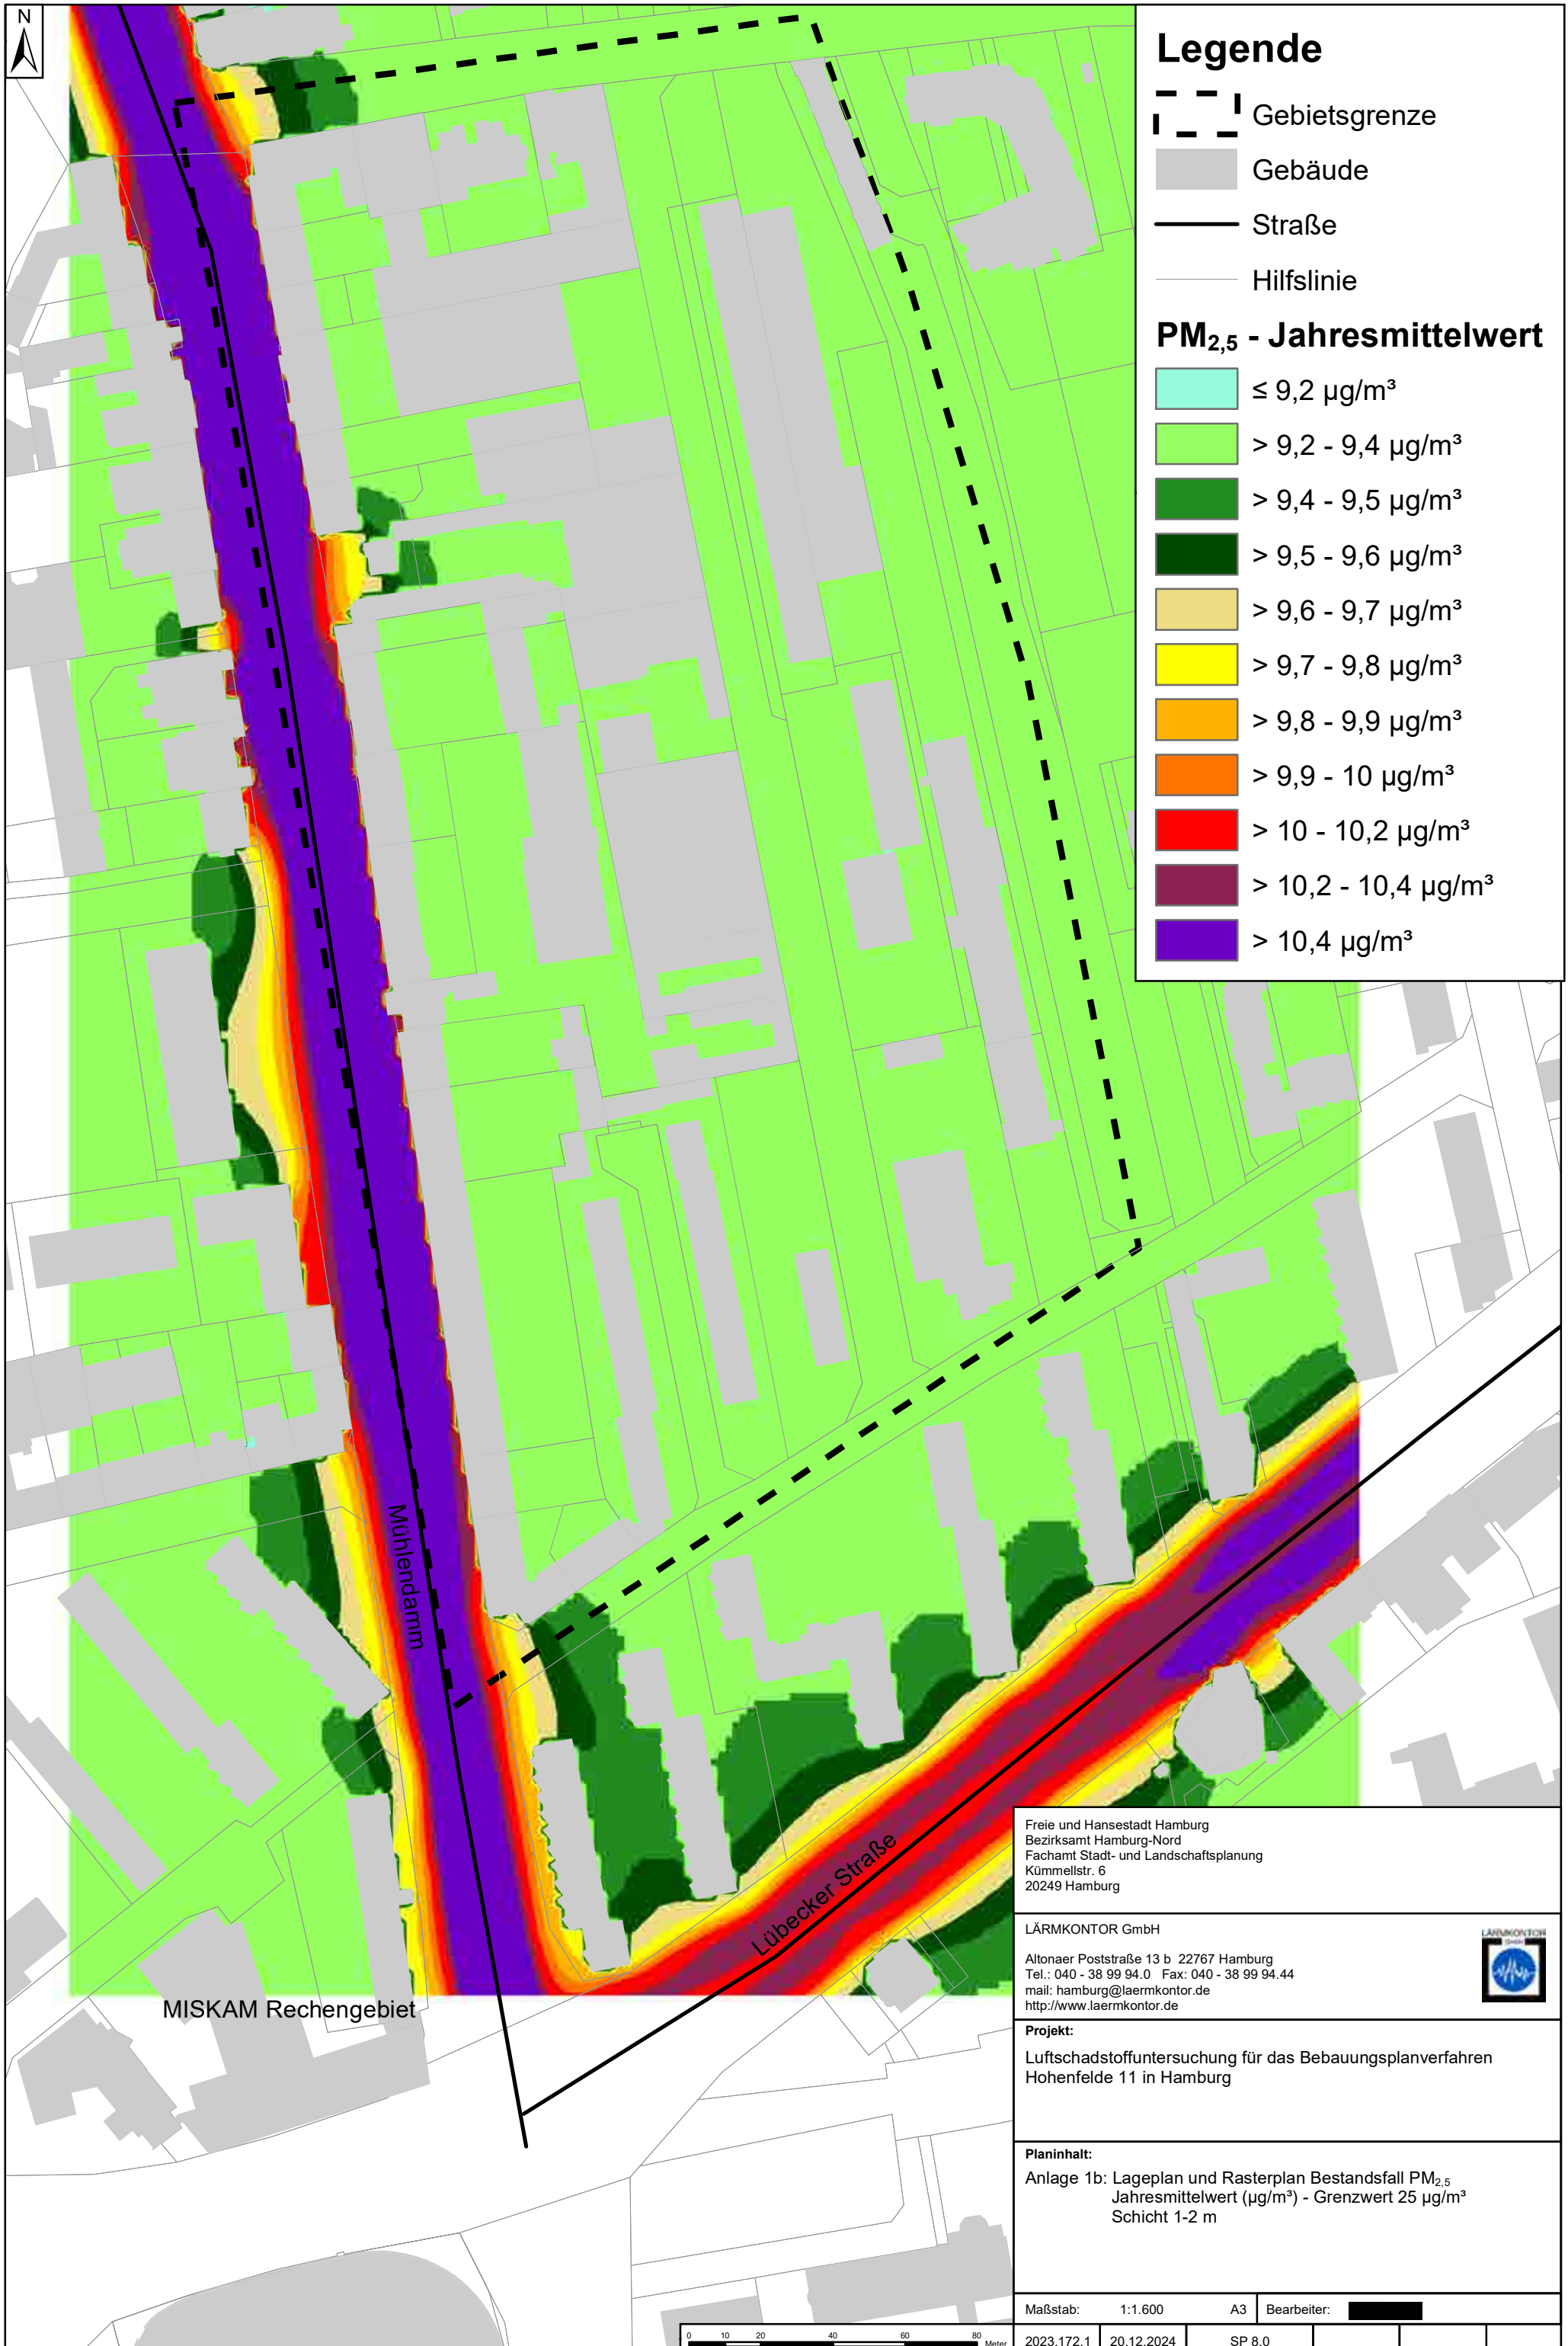 N
Legende
Gebietsgrenze
Gebäude
Straße
Hilfslinie
PM2,5 - Jahresmittelwert
≤ 9,2 µg/m³
> 9,2 - 9,4 µg/m³
> 9,4 - 9,5 µg/m³
> 9,5 - 9,6 µg/m³
> 9,6 - 9,7 µg/m³
> 9,7 - 9,8 µg/m³
> 9,8 - 9,9 µg/m³
> 9,9 - 10 µg/m³
> 10 - 10,2 µg/m³
> 10,2 - 10,4 µg/m³
> 10,4 µg/m³
Mühlendamm
Lübecker Straße
MISKAM Rechengebiet
Freie und Hansestadt Hamburg
Bezirksamt Hamburg-Nord
Fachamt Stadt- und Landschaftsplanung
Kümmellstr. 6
20249 Hamburg
LÄRMKONTOR GmbH
Altonaer Poststraße 13 b 22767 Hamburg
Tel.: 040 - 38 99 94.0 Fax: 040 - 38 99 94.44
mail: hamburg@laermkontor.de
http://www.laermkontor.de
LÄRMKONTOR
GmbH
Projekt:
Luftschadstoffuntersuchung für das Bebauungsplanverfahren
Hohenfelde 11 in Hamburg
Planinhalt:
Anlage 1b: Lageplan und Rasterplan Bestandsfall PM2,5
Jahresmittelwert (µg/m³) - Grenzwert 25 µg/m³
Schicht 1-2 m
Maßstab: 1:1.600 A3 Bearbeiter:
0 10 20 40 60 80
Meter
2023.172.1 20.12.2024 SP 8.0